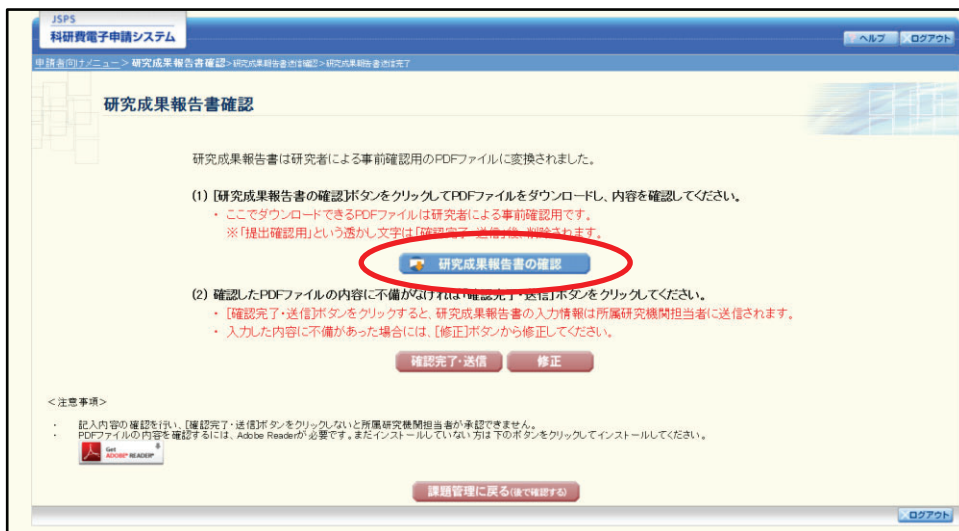 JSPS
科研費電子申請システム
ヘルプ ログアウト
申請者向けメニュー>研究成果報告書確認>研究成果報告書送信確認>研究成果報告書送信完了
研究成果報告書確認
研究成果報告書は研究者による事前確認用のPDFファイルに変換されました。
(1) [研究成果報告書の確認]ボタンをクリックしてPDFファイルをダウンロードし、内容を確認してください。
・ ここでダウンロードできるPDFファイルは研究者による事前確認用です。
※「提出確認用」という透かし文字は「確認完了・送信」後、削除されます。
研究成果報告書の確認
(2) 確認したPDFファイルの内容に不備がなければ「確認完了・送信]ボタンをクリックしてください。
・ [確認完了・送信]ボタンをクリックすると、研究成果報告書の入力情報は所属研究機関担当者に送信されます。
・ 入力した内容に不備があった場合には、[修正]ボタンから修正してください。
確認完了・送信 修正
<注意事項>
・ 記入内容の確認を行い、[確認完了・送信]ボタンをクリックしないと所属研究機関担当者が承認できません。
・ PDFファイルの内容を確認するには、Adobe Readerが必要です。まだインストールしていない方は下のボタンをクリックしてインストールしてください。
Get
ADOBE® READER®
課題管理に戻る(後で確認する)
ログアウト